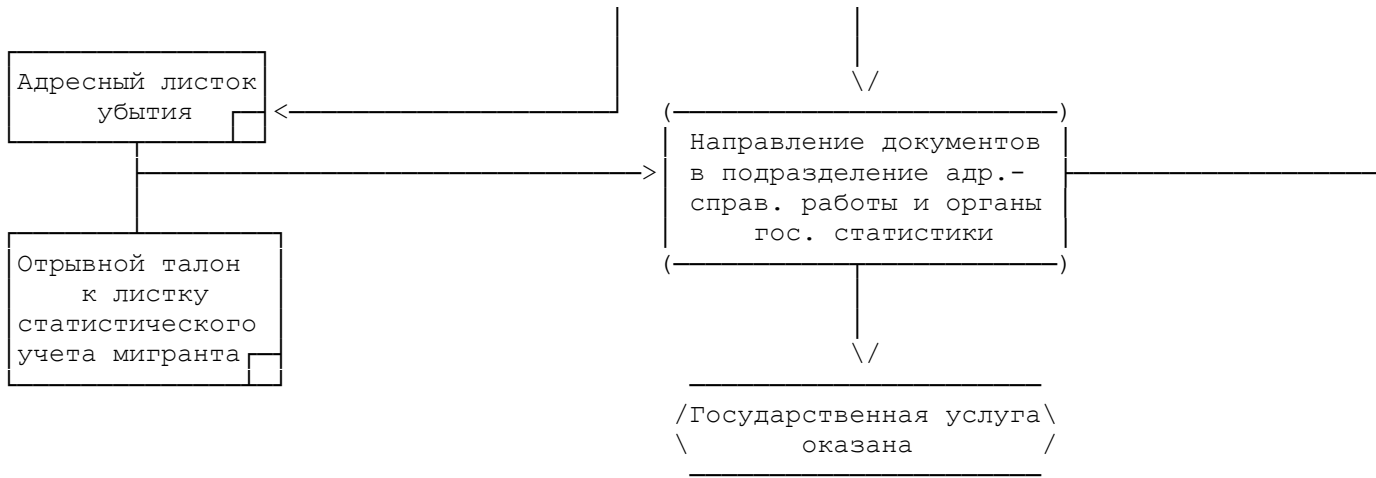 Адресный листок
убытия
Направление документов
в подразделение адр.-
справ. работы и органы
гос. статистики
Отрывной талон
к листку
статистического
учета мигранта
Государственная услуга
оказана